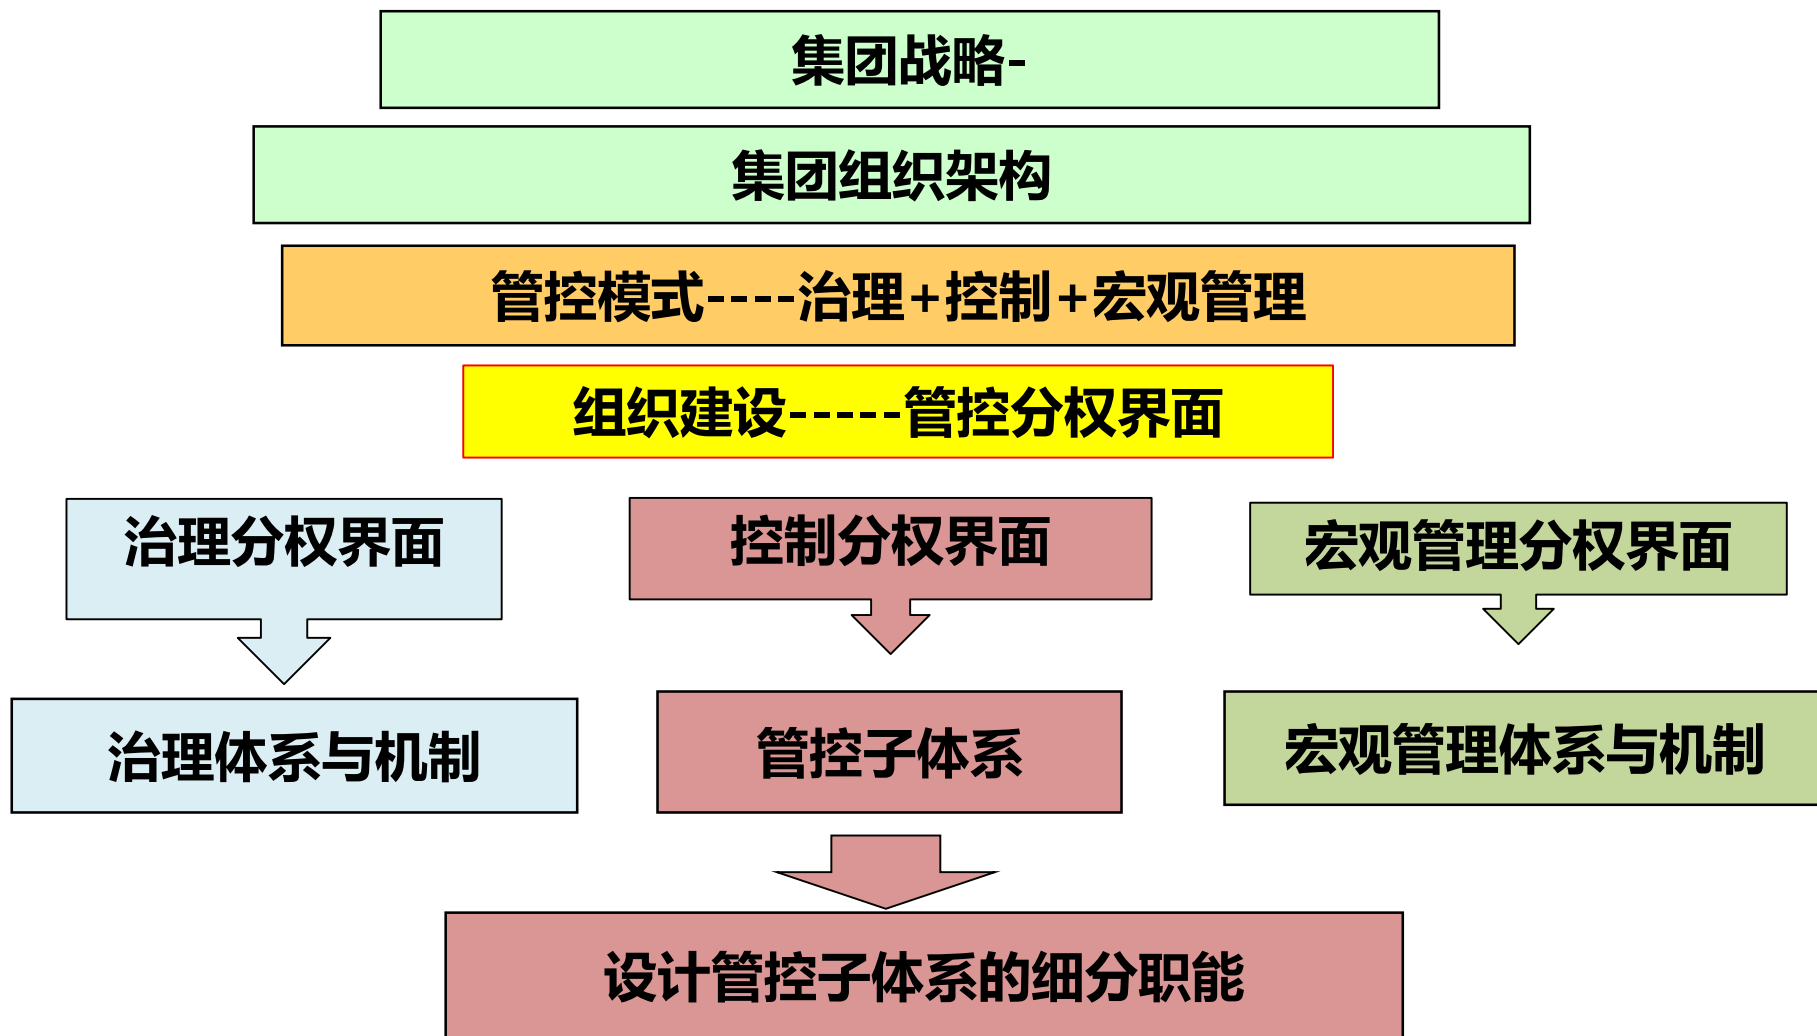 集团战略-
集团组织架构
管控模式----治理+控制+宏观管理
组织建设-----管控分权界面
治理分权界面
控制分权界面
宏观管理分权界面
治理体系与机制
管控子体系
宏观管理体系与机制
设计管控子体系的细分职能